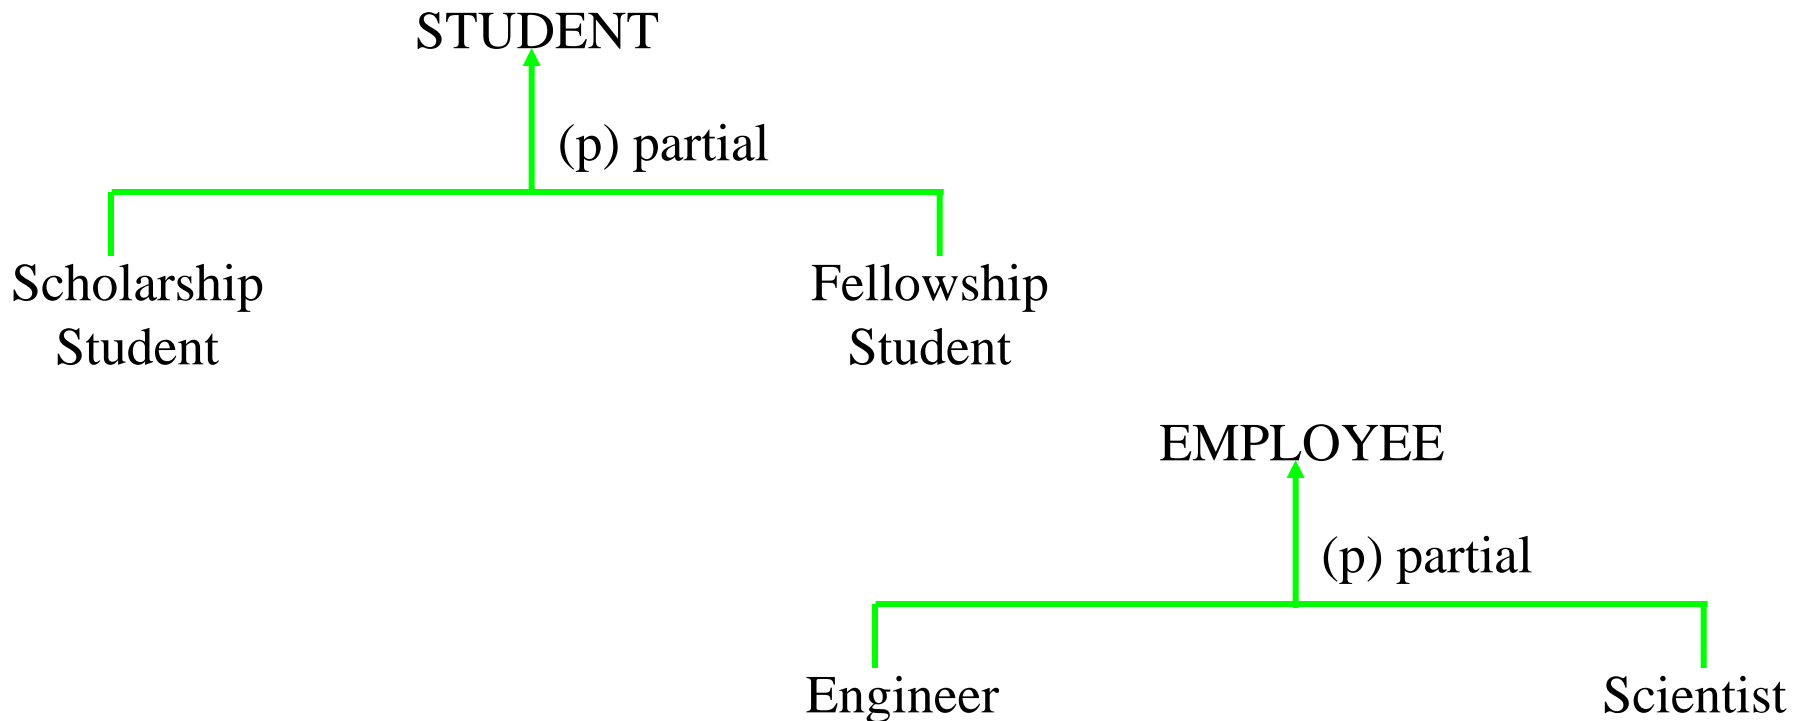 STUDENT
(p) partial
Scholarship
Student
Fellowship
Student
EMPLOYEE
(p) partial
Engineer
Scientist